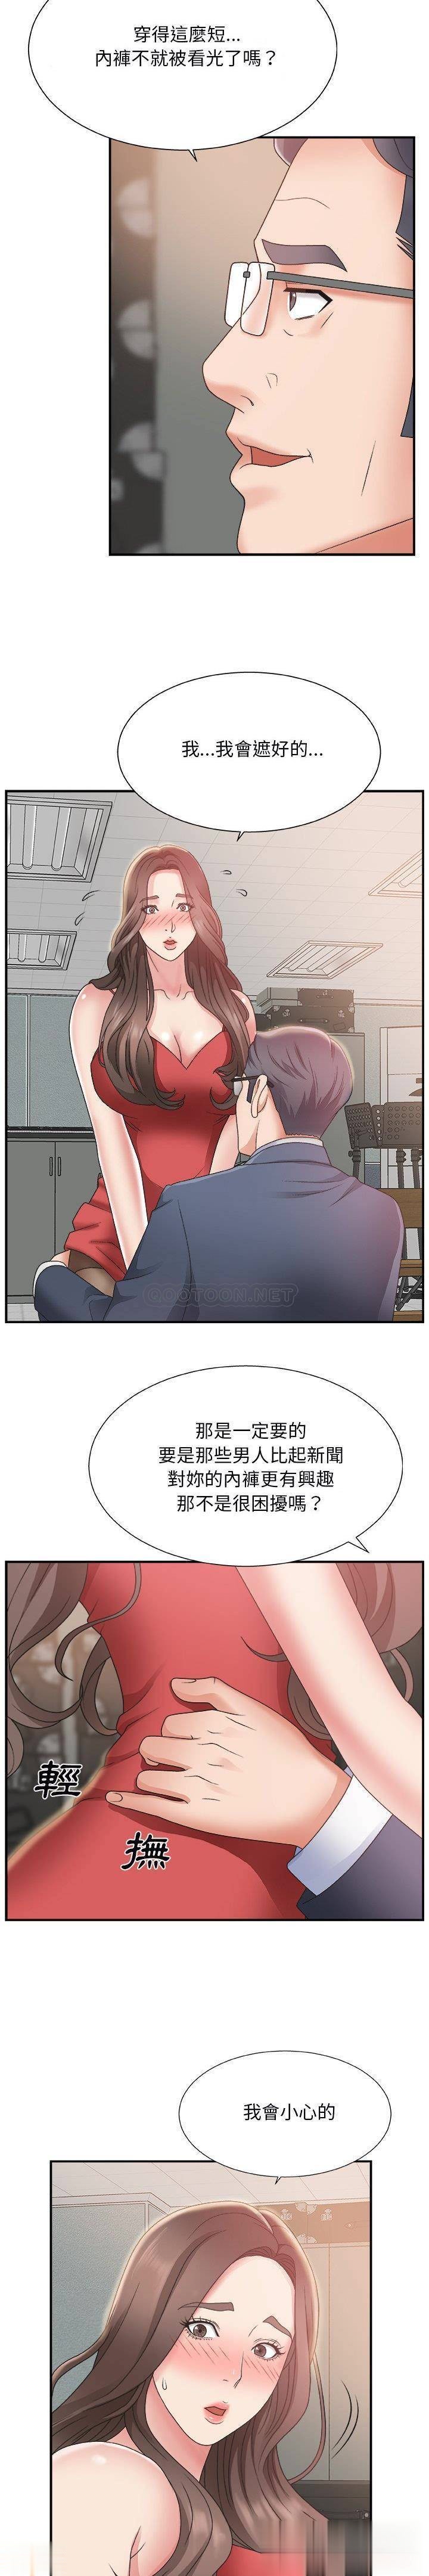 穿得這麼短...
內褲不就被看光了嗎？
我...我會遮好的...
TOTOON.NET
那是一定要的
要是那些男人比起新聞
對妳的內褲更有興趣
那不是很困擾嗎？
輕
撫
我會小心的